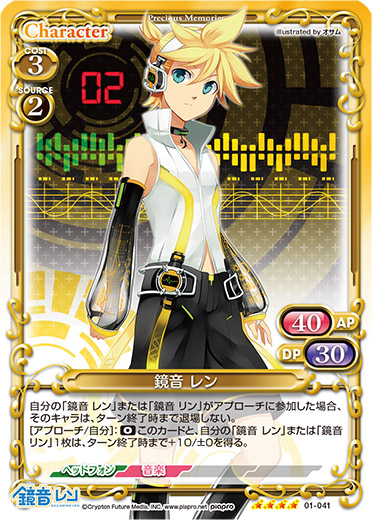 Precious Memories
Character
illustrated by オサム
COST
3
SOURCE
2
02
40 AP
DP 30
鏡音 レン
自分の「鏡音 レン」または「鏡音 リン」がアプローチに参加した場合、
そのキャラは、ターン終了時まで退場しない。
[アプローチ/自分]:0このカードと、自分の「鏡音 レン」または「鏡音
リン」1枚は、ターン終了時まで+10/±0を得る。
ヘッドフォン
音楽
鏡音レン
KAGAMINE LEN
©Crypton Future Media, INC. www.piapro.net piapro
★★★★
01-041